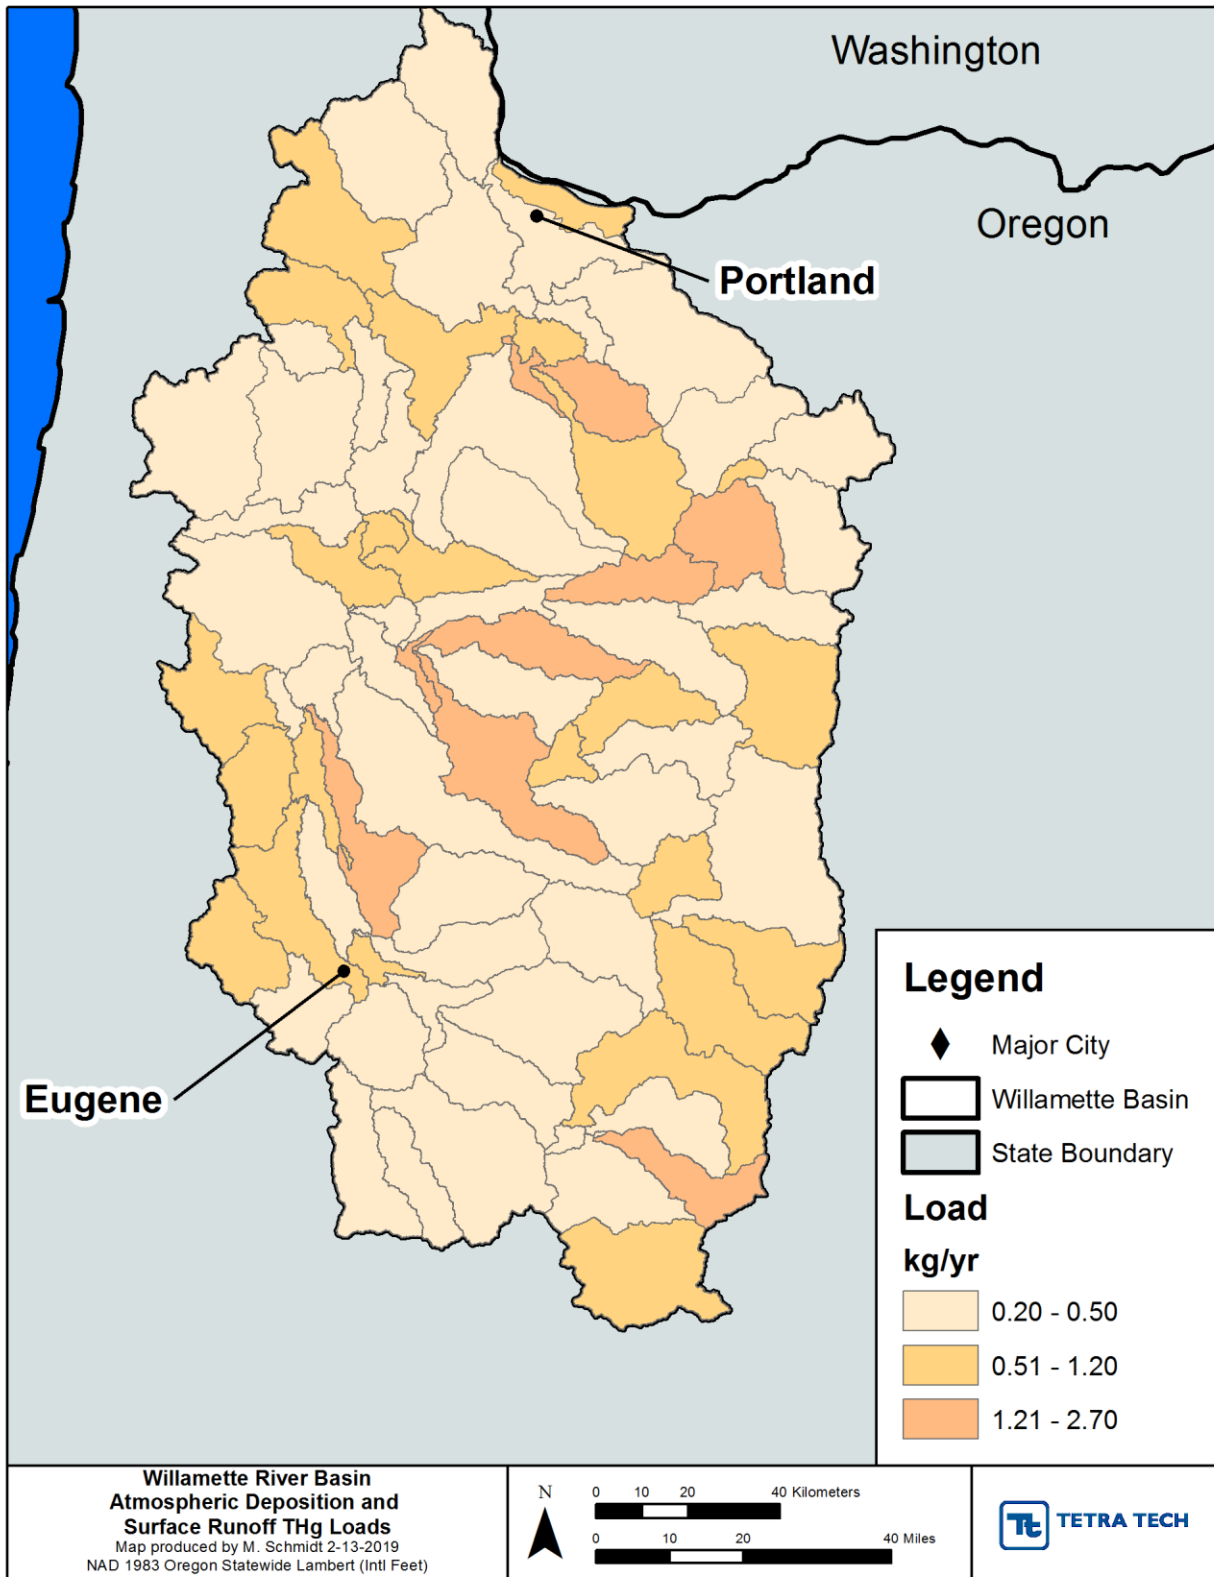 Washington
Oregon
Portland
Eugene
Legend
Major City
Willamette Basin
State Boundary
Load
kg/yr
0.20 - 0.50
0.51 - 1.20
1.21 - 2.70
Willamette River Basin
Atmospheric Deposition and
Surface Runoff THg Loads
Map produced by M. Schmidt 2-13-2019
NAD 1983 Oregon Statewide Lambert (Intl Feet)
N
0 10 20 40 Kilometers
0 10 20 40 Miles
Tt TETRA TECH